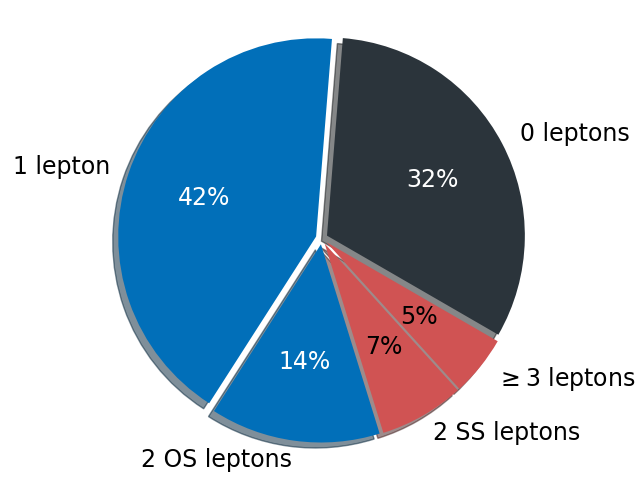 0 leptons
32%
1 lepton
42%
5%
7%
14%
≥ 3 leptons
2 SS leptons
2 OS leptons